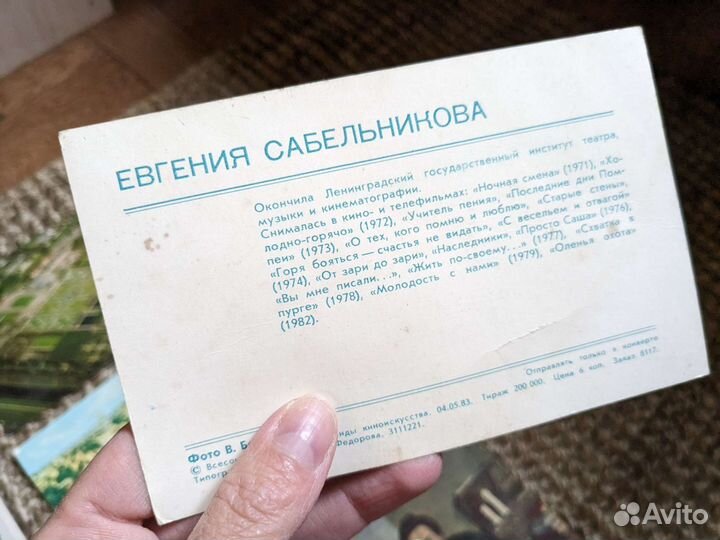 ЕВГЕНИЯ САБЕЛЬНИКОВА
Окончила Ленинградский государственный институт театра,
музыки и кинематографии.
Снималась в кино- и телефильмах: «Ночная смена» (1971), «Хо-
лодно-горячо» (1972), «Учитель пения», «Последние дни Пом-
пеи» (1973), «О тех, кого помню и люблю», «Старые стены»,
«Горя бояться — счастья не видать», «С весельем и отвагой»
(1974), «От зари до зари», «Наследники», «Просто Саша» (1976),
«Вы мне писали...», «Жить по-своему...» (1977), «Схватка в
пурге» (1978), «Молодость с нами» (1979), «Оленья охота»
(1982).
Отправлять только в конверте
Фото В.
© киноискусства. 04.05.83. Тираж 200 000. Цена 6 коп. Заказ 8117.
Федорова, 3111221.
Avito